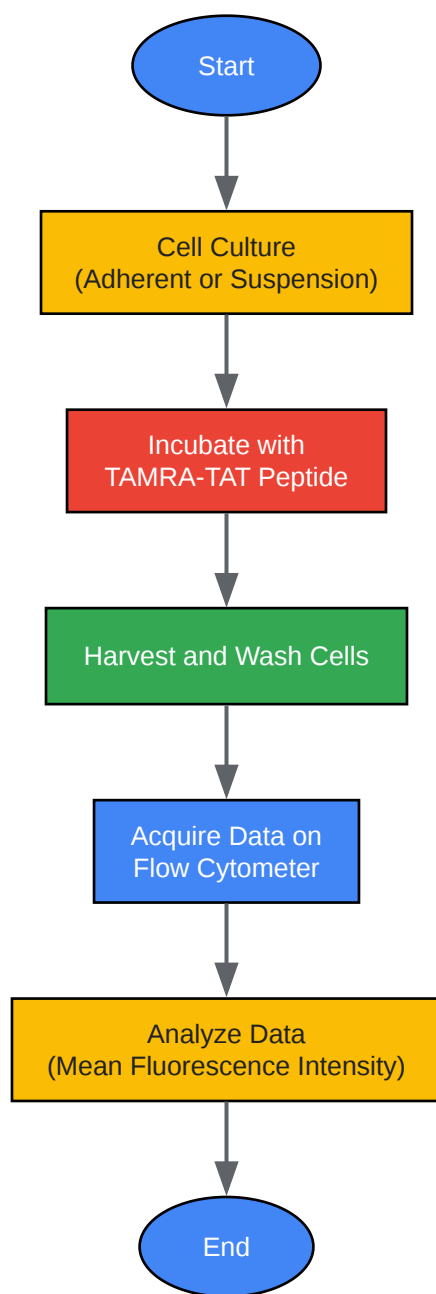 Start
Cell Culture
(Adherent or Suspension)
Incubate with
TAMRA-TAT Peptide
Harvest and Wash Cells
Acquire Data on
Flow Cytometer
Analyze Data
(Mean Fluorescence Intensity)
End